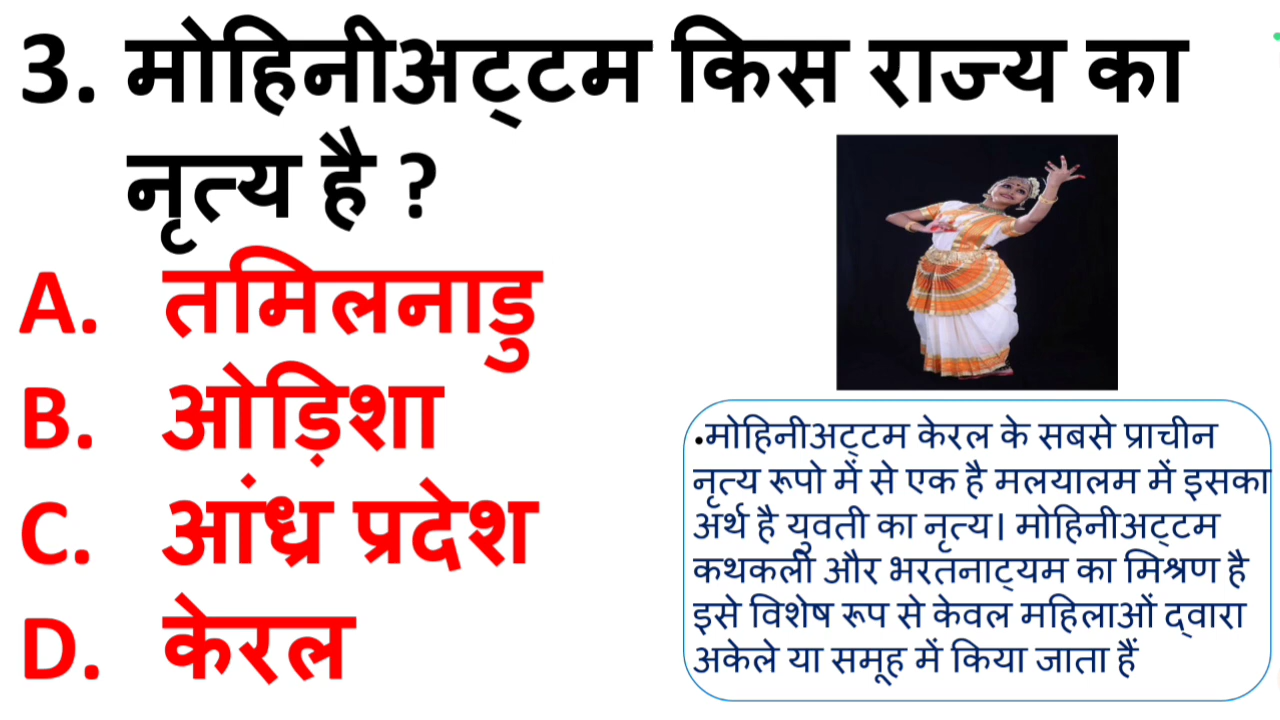 3. मोहिनीअट्टम किस राज्य का
नृत्य है ?
A. तमिलनाडु
B. ओड़िशा
C. आंध्र प्रदेश
D. केरल
•मोहिनीअट्टम केरल के सबसे प्राचीन
नृत्य रूपो में से एक है मलयालम में इसका
अर्थ है युवती का नृत्य। मोहिनीअट्टम
कथकली और भरतनाट्यम का मिश्रण है
इसे विशेष रूप से केवल महिलाओं द्वारा
अकेले या समूह में किया जाता हैं